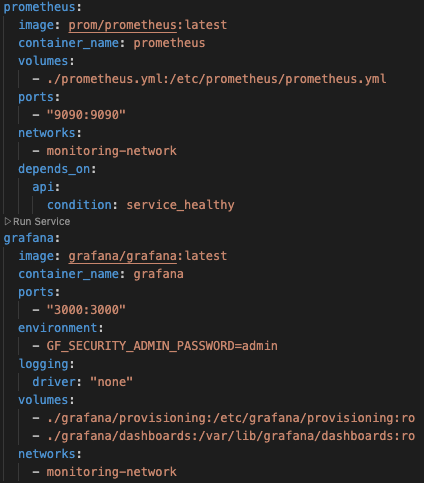 prometheus:
  image: prom/prometheus:latest
  container_name: prometheus
  volumes:
    - ./prometheus.yml:/etc/prometheus/prometheus.yml
  ports:
    - "9090:9090"
  networks:
    - monitoring-network
  depends_on:
    api:
      condition: service_healthy
▷Run Service
grafana:
  image: grafana/grafana:latest
  container_name: grafana
  ports:
    - "3000:3000"
  environment:
    - GF_SECURITY_ADMIN_PASSWORD=admin
  logging:
    driver: "none"
  volumes:
    - ./grafana/provisioning:/etc/grafana/provisioning:ro
    - ./grafana/dashboards:/var/lib/grafana/dashboards:ro
  networks:
    - monitoring-network